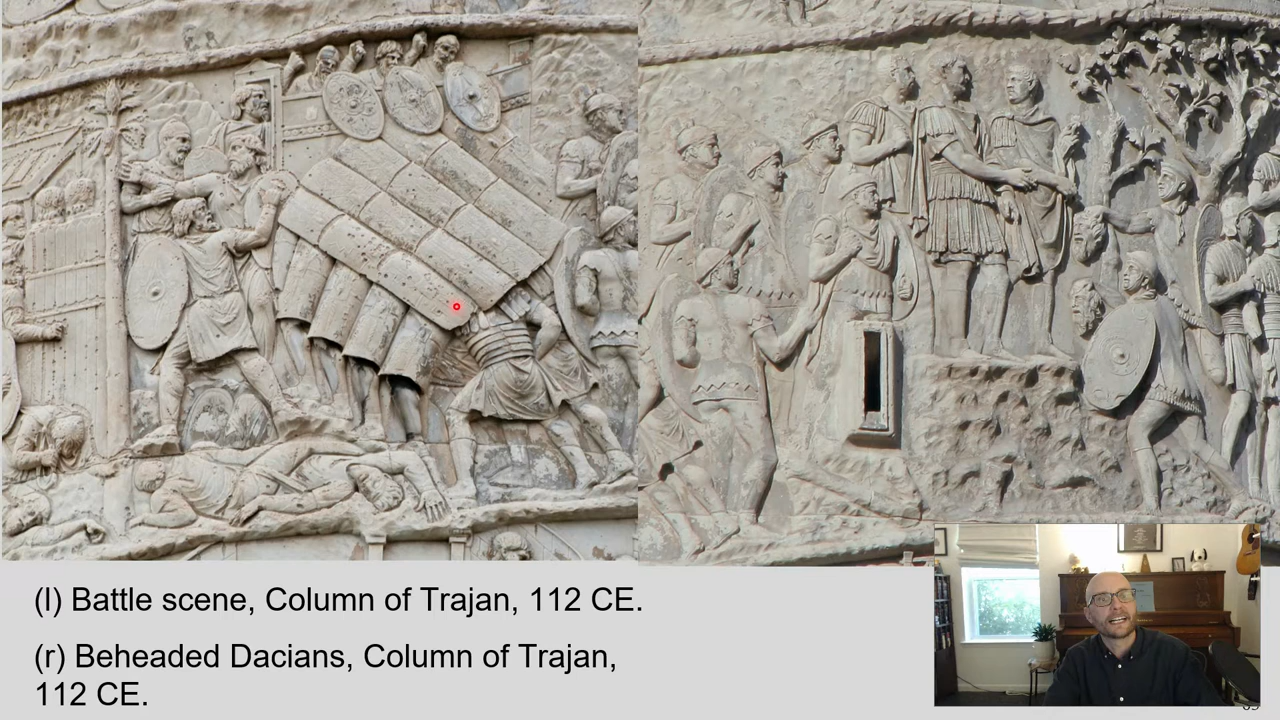 (l) Battle scene, Column of Trajan, 112 CE.
(r) Beheaded Dacians, Column of Trajan,
112 CE.